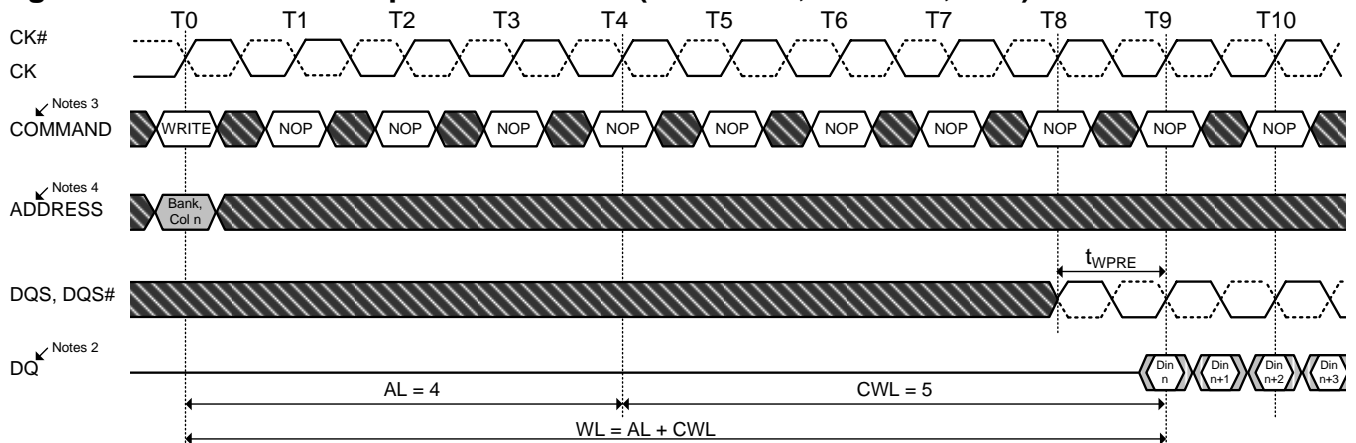 T0 T1 T2 T3 T4 T5 T6 T7 T8 T9 T10
CK#
CK
Notes 3
COMMAND WRITE NOP NOP NOP NOP NOP NOP NOP NOP NOP NOP
Notes 4
ADDRESS
Bank,
Col n
tWPRE
DQS, DQS#
Notes 2
DQ
Din
n
Din
n+1
Din
n+2
Din
n+3
AL = 4
CWL = 5
WL = AL + CWL